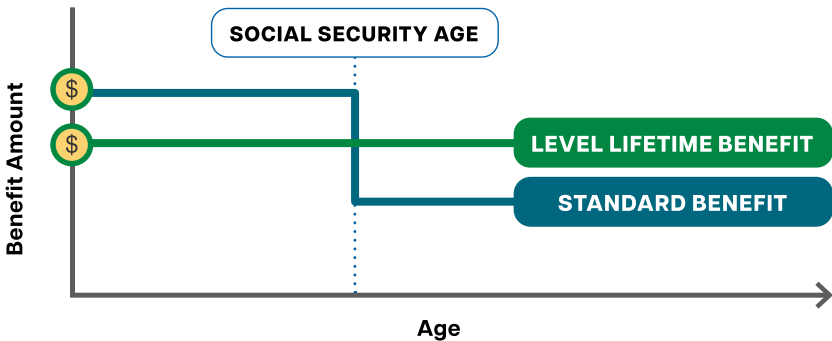 SOCIAL SECURITY AGE
$
$
Benefit Amount
LEVEL LIFETIME BENEFIT
STANDARD BENEFIT
Age